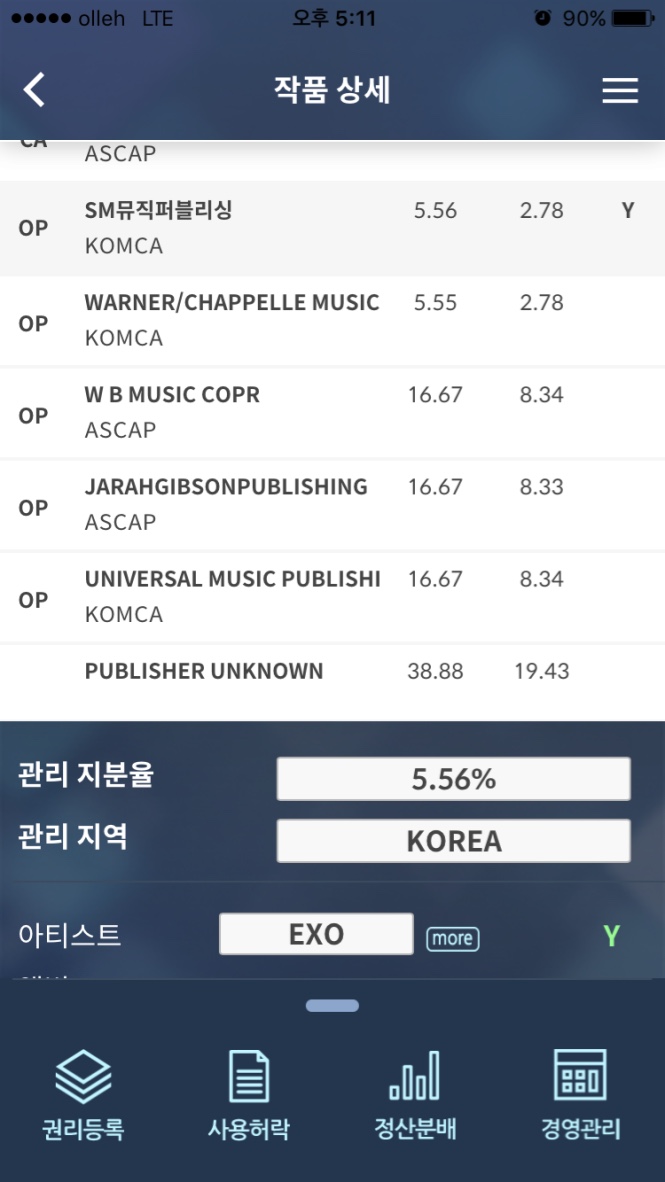 olleh LTE 오후 5:11 90%
작품 상세
CA
ASCAP
OP SM뮤직퍼블리싱 5.56 2.78 Y
KOMCA
OP WARNER/CHAPPELLE MUSIC 5.55 2.78
KOMCA
OP W B MUSIC COPR 16.67 8.34
ASCAP
OP JARAHGIBSONPUBLISHING 16.67 8.33
ASCAP
OP UNIVERSAL MUSIC PUBLISHI 16.67 8.34
KOMCA
PUBLISHER UNKNOWN 38.88 19.43
관리 지분율 5.56%
관리 지역 KOREA
아티스트 EXO more Y
권리등록 사용허락 정산분배 경영관리